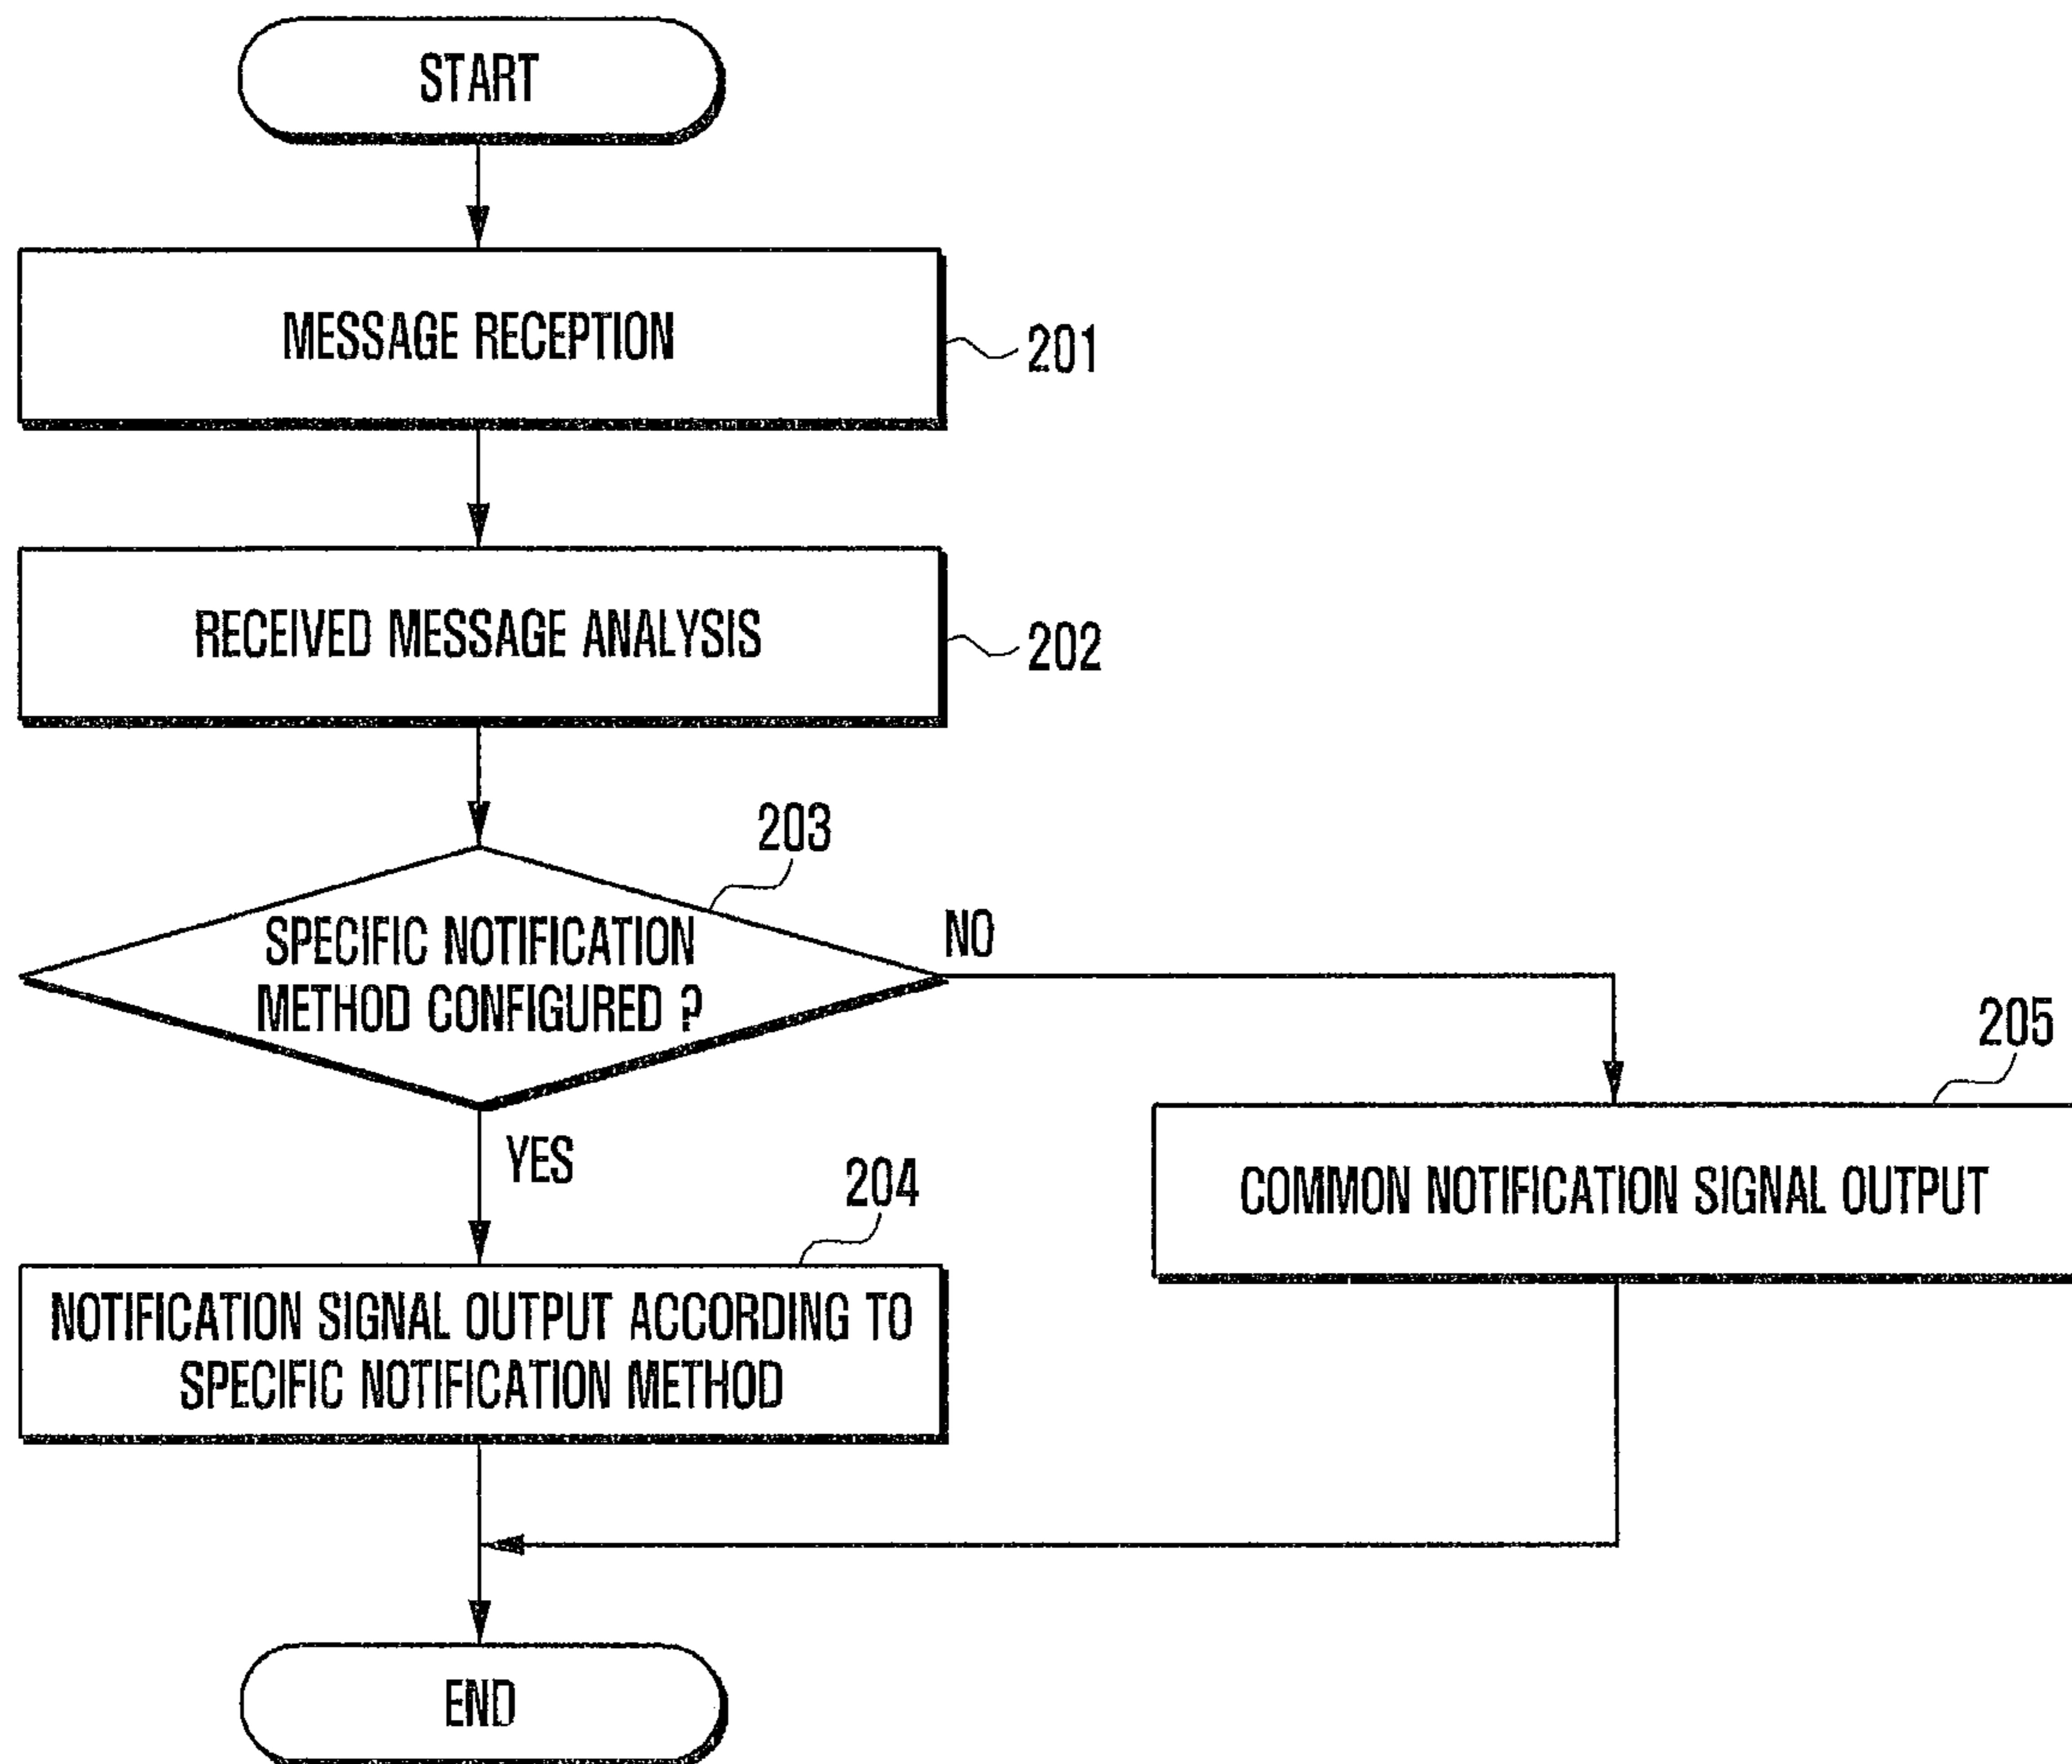 START
MESSAGE RECEPTION
201
RECEIVED MESSAGE ANALYSIS
202
203
SPECIFIC NOTIFICATION
METHOD CONFIGURED ?
NO
YES
205
COMMON NOTIFICATION SIGNAL OUTPUT
204
NOTIFICATION SIGNAL OUTPUT ACCORDING TO
SPECIFIC NOTIFICATION METHOD
END